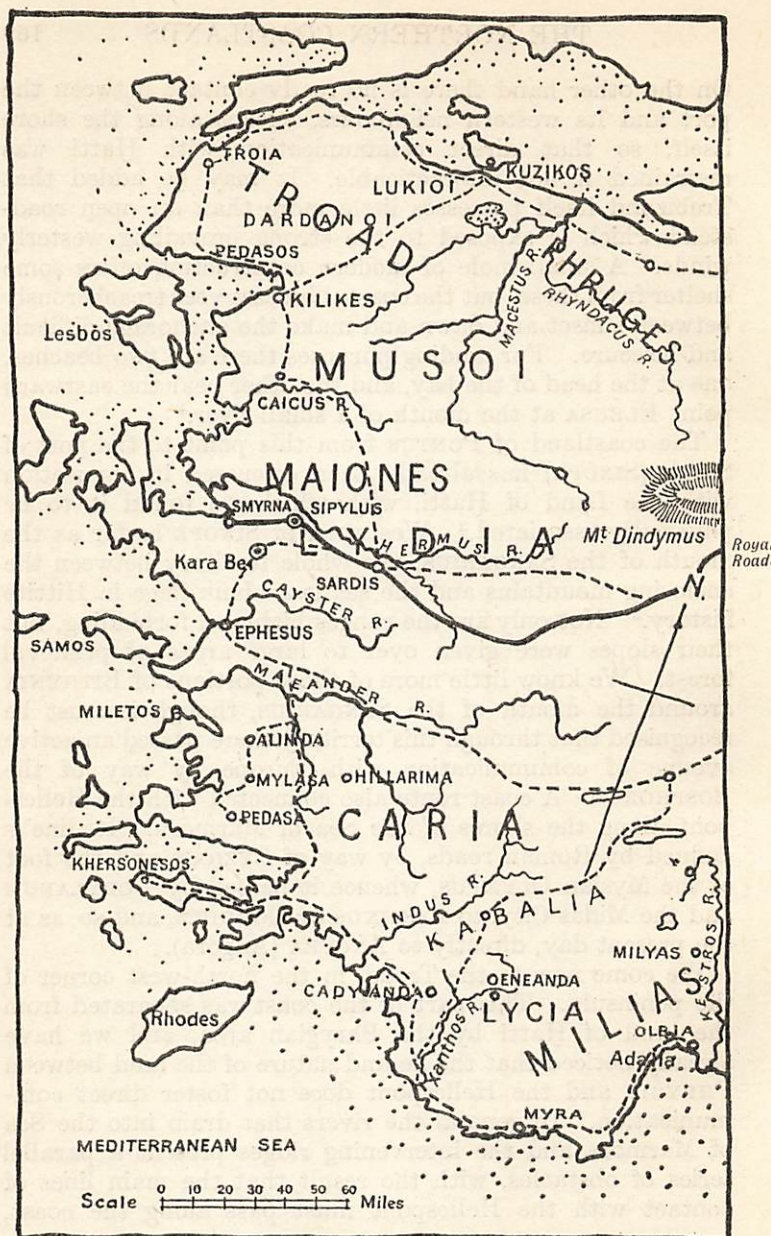 FROIA
KUZIKOS
LUKIOI
TROAD
DARDANOI
PHRUGES
PEDASOS
MACESTUS R.
RHYNDACUS R.
KILIKES
Lesbos
MUSOI
CAICUS R.
MAIONES
SMYRNA
SIPYLUS
Mt Dindymus
LYDIA
HERMUS R.
Royal
Road
Kara Bel
SARDIS
N
CAYSTER R.
EPHESUS
SAMOS
MAEANDER R.
MILETOS
ALINDA
MYLASA
HILLARIMA
PEDASA
CARIA
KHERSONESOS
INDUS R.
KABALIA
MILYAS
KESTROS R.
CADYANDA
OENEANDA
Rhodes
Xanthos R.
LYCIA
MILIAS
OLBIA
Adalia
MYRA
MEDITERRANEAN SEA
Scale 0 10 20 30 40 50 60 Miles